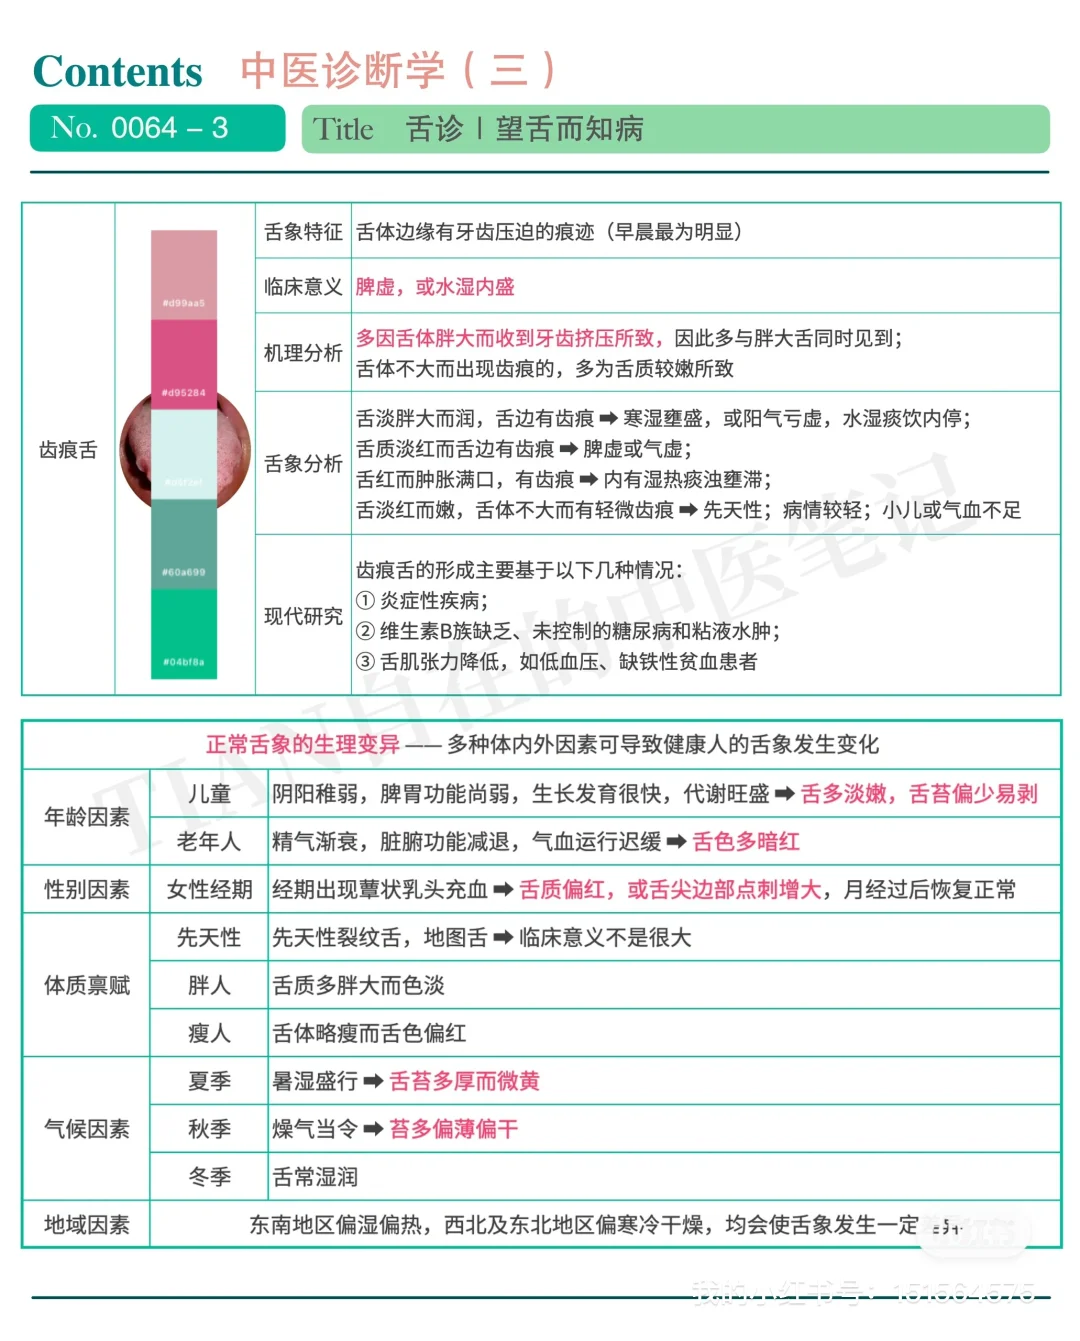 Contents 中医诊断学（三）
No. 0064 – 3
Title 舌诊 | 望舌而知病
齿痕舌
#d99aa5
#d95284
#60a699
#04bf8a
舌象特征 舌体边缘有牙齿压迫的痕迹（早晨最为明显）
临床意义 脾虚，或水湿内盛
机理分析 多因舌体胖大而收到牙齿挤压所致，因此多与胖大舌同时见到；
舌体不大而出现齿痕的，多为舌质较嫩所致
舌象分析 舌淡胖大而润，舌边有齿痕 ➡ 寒湿壅盛，或阳气亏虚，水湿痰饮内停；
舌质淡红而舌边有齿痕 ➡ 脾虚或气虚；
舌红而肿胀满口，有齿痕 ➡ 内有湿热痰浊壅滞；
舌淡红而嫩，舌体不大而有轻微齿痕 ➡ 先天性；病情较轻；小儿或气血不足
现代研究 齿痕舌的形成主要基于以下几种情况：
① 炎症性疾病；
② 维生素B族缺乏、未控制的糖尿病和粘液水肿；
③ 舌肌张力降低，如低血压、缺铁性贫血患者
正常舌象的生理变异 —— 多种体内外因素可导致健康人的舌象发生变化
年龄因素 儿童 阴阳稚弱，脾胃功能尚弱，生长发育很快，代谢旺盛 ➡ 舌多淡嫩，舌苔偏少易剥
老年人 精气渐衰，脏腑功能减退，气血运行迟缓 ➡ 舌色多暗红
性别因素 女性经期 经期出现蕈状乳头充血 ➡ 舌质偏红，或舌尖边部点刺增大，月经过后恢复正常
体质禀赋 先天性 先天性裂纹舌，地图舌 ➡ 临床意义不是很大
胖人 舌质多胖大而色淡
瘦人 舌体略瘦而舌色偏红
气候因素 夏季 暑湿盛行 ➡ 舌苔多厚而微黄
秋季 燥气当令 ➡ 苔多偏薄偏干
冬季 舌常湿润
地域因素 东南地区偏湿偏热，西北及东北地区偏寒冷干燥，均会使舌象发生一定差异
TIAN自在的中医笔记
小红书
我的小红书号：151564575